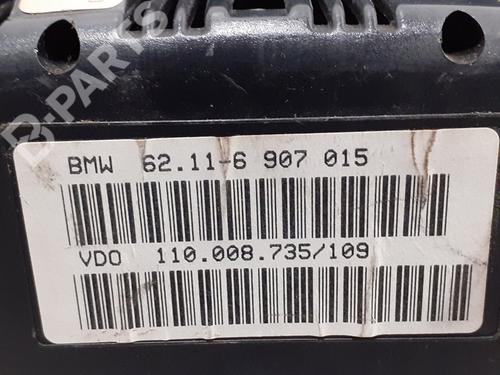 B-PARTS
BMW 62.11-6 907 015
VDO 110.008.735/109